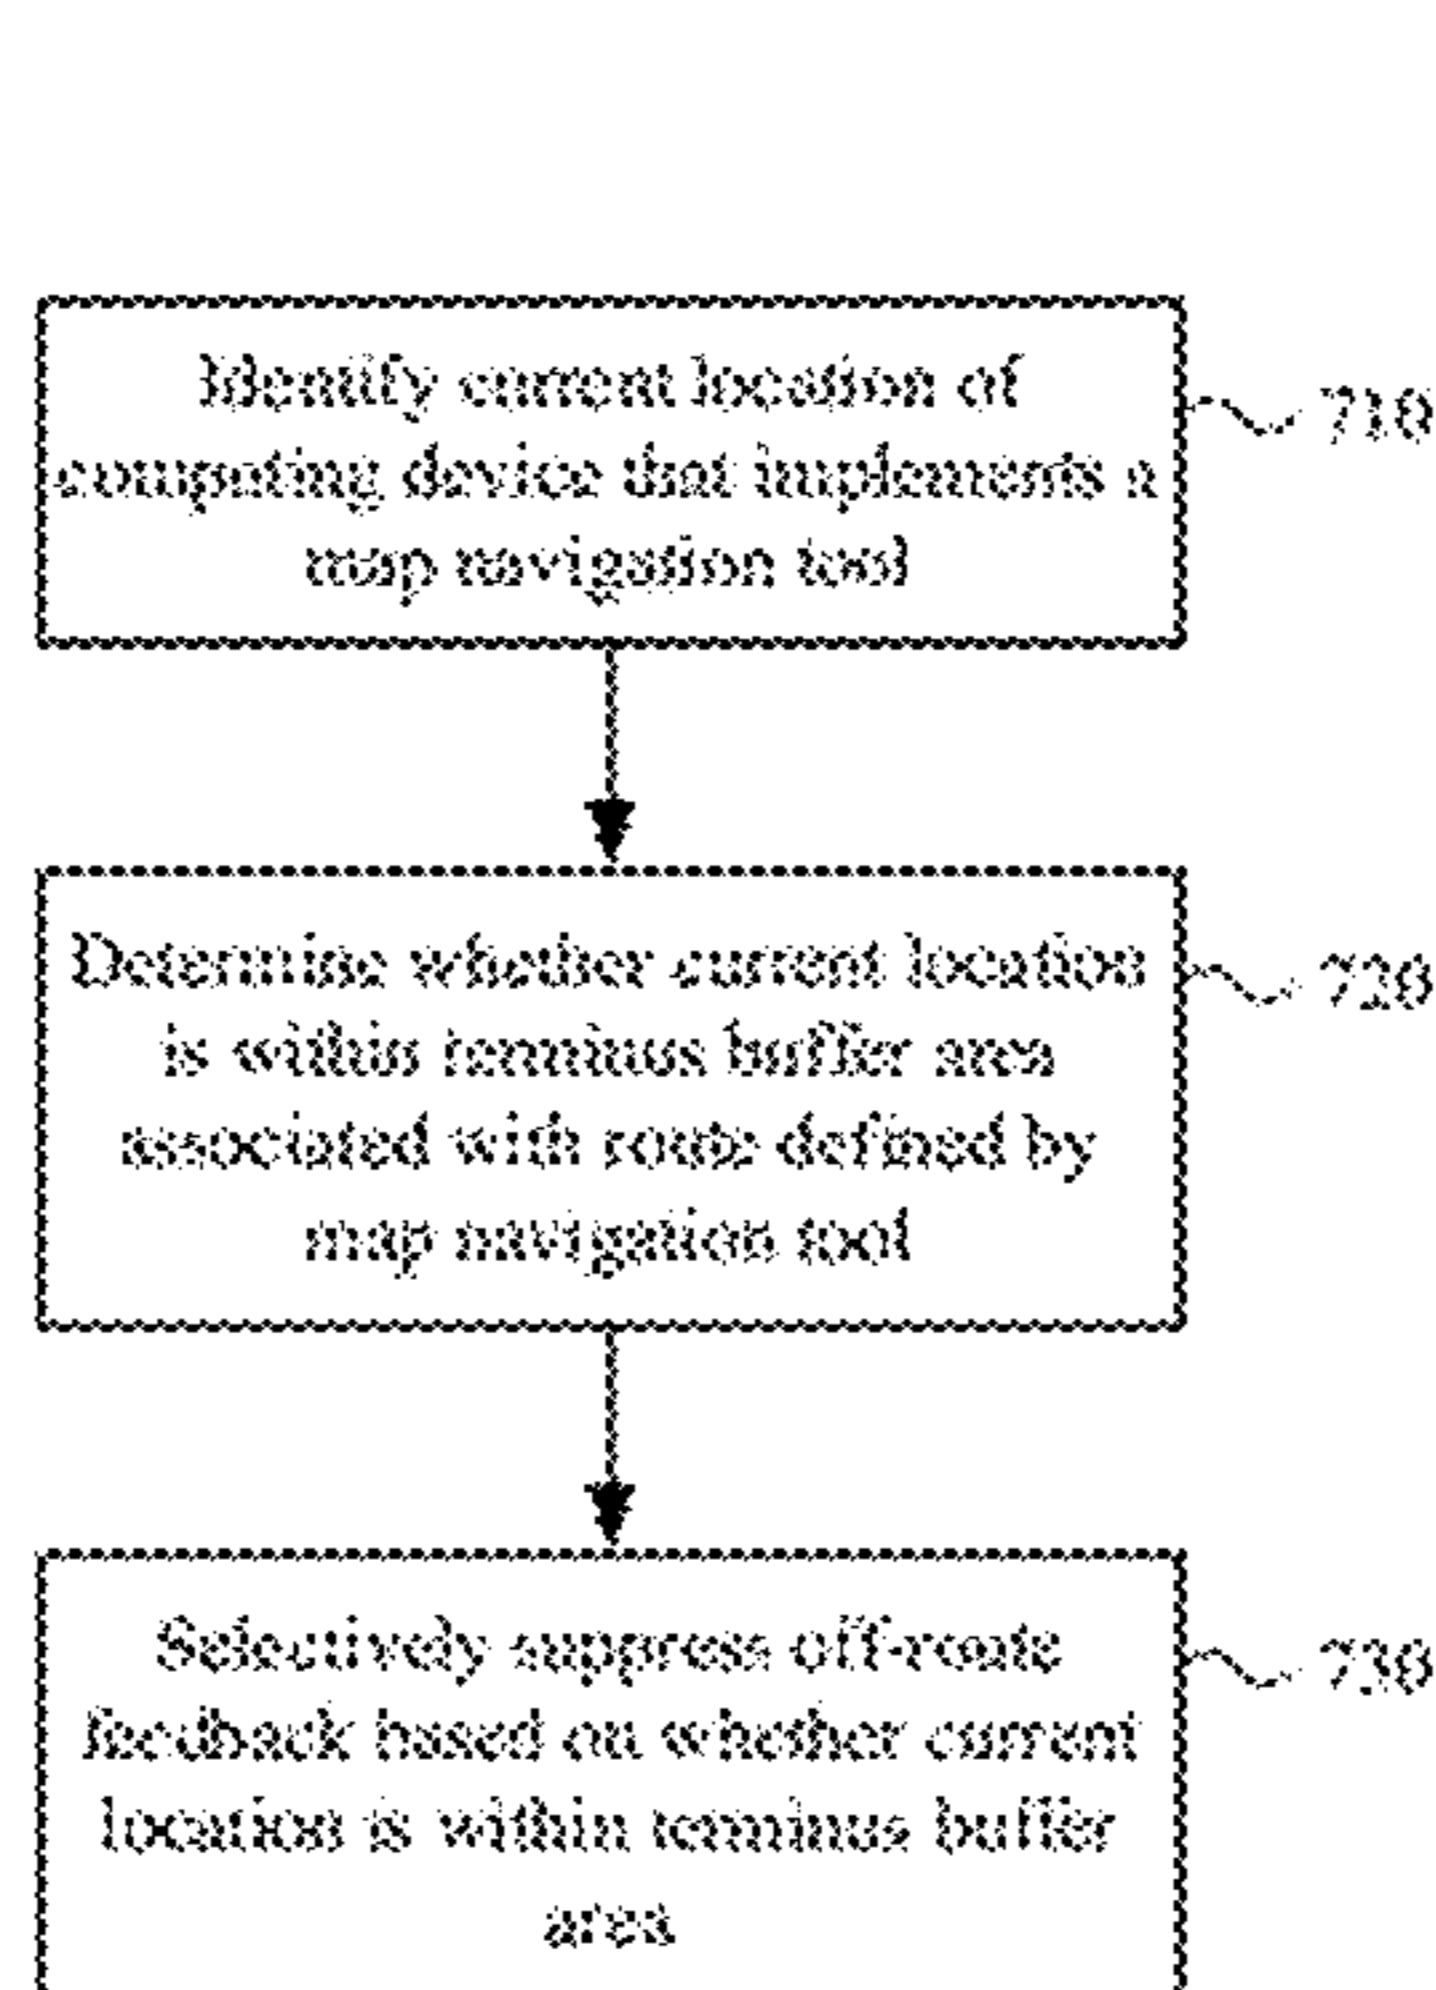 Identify current location of
computing device that implements a
map navigation tool
710
Determine whether current location
is within terminus buffer area
associated with route defined by
map navigation tool
720
Selectively suppress off-route
feedback based on whether current
location is within terminus buffer
area
730